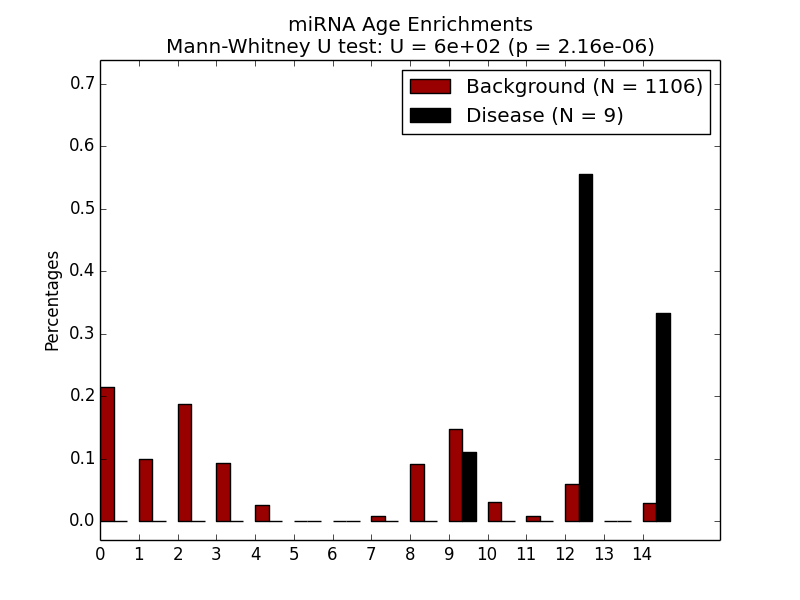 miRNA Age Enrichments
Mann-Whitney U test: U = 6e+02 (p = 2.16e-06)
Background (N = 1106)
Disease (N = 9)
Percentages
0.7
0.6
0.5
0.4
0.3
0.2
0.1
0.0
0 1 2 3 4 5 6 7 8 9 10 11 12 13 14